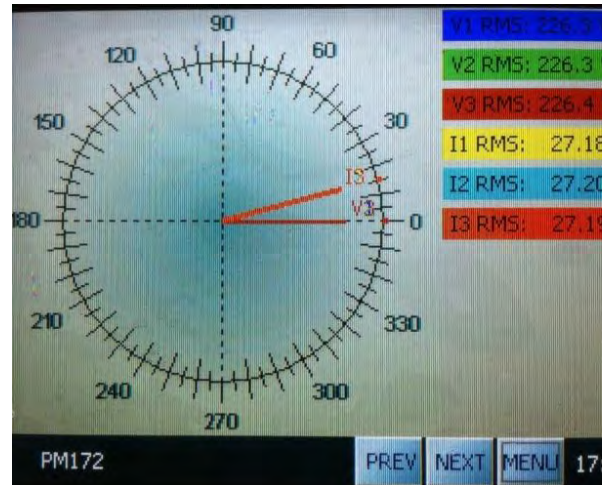 V1 RMS: 226.3
V2 RMS: 226.3
V3 RMS: 226.4
I1 RMS: 27.18
I2 RMS: 27.20
I3 RMS: 27.19
90
120
60
150
30
I3
V3
180
0
210
330
240
300
270
PM172
PREV
NEXT
MENU
17: